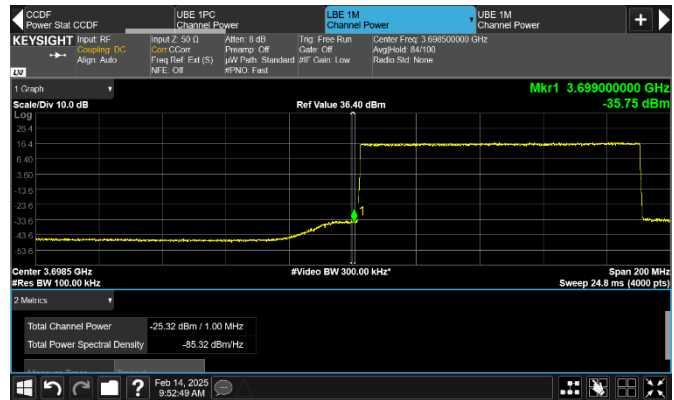 CCDF
Power Stat CCDF
UBE 1PC
Channel Power
LBE 1M
Channel Power
UBE 1M
Channel Power
KEYSIGHT
Input: RF
Coupling: DC
Align: Auto
Input Z: 50 Ω
Corr CCorr
Freq Ref: Ext (S)
NFE: Off
Atten: 8 dB
Preamp: Off
µW Path: Standard
#PNO: Fast
Trig: Free Run
Gate: Off
#IF Gain: Low
Center Freq: 3.698500000 GHz
Avg|Hold: 84/100
Radio Std: None
LXI
1 Graph
Mkr1 3.699000000 GHz
Scale/Div 10.0 dB
Ref Value 36.40 dBm
-35.75 dBm
Log
26.4
16.4
6.40
-3.60
-13.6
-23.6
-33.6
-43.6
-53.6
1
Center 3.6985 GHz
#Video BW 300.00 kHz*
Span 200 MHz
#Res BW 100.00 kHz
Sweep 24.8 ms (4000 pts)
2 Metrics
Total Channel Power -25.32 dBm / 1.00 MHz
Total Power Spectral Density -85.32 dBm/Hz
Feb 14, 2025
9:52:49 AM